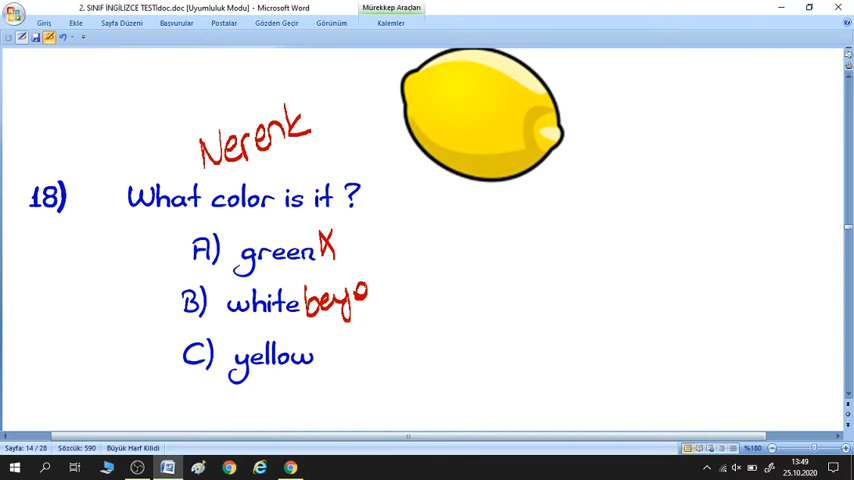 2. SINIF İNGİLİZCE TESTİdoc.doc [Uyumluluk Modu] - Microsoft Word
Mürekkep Araçları
Giriş Ekle Sayfa Düzeni Başvurular Postalar Gözden Geçir Görünüm Kalemler
Nerenk
18) What color is it ?
A) green X
B) white beya
C) yellow
Sayfa: 14 / 28 Sözcük: 590 Büyük Harf Kilidi %180
13:49
25.10.2020